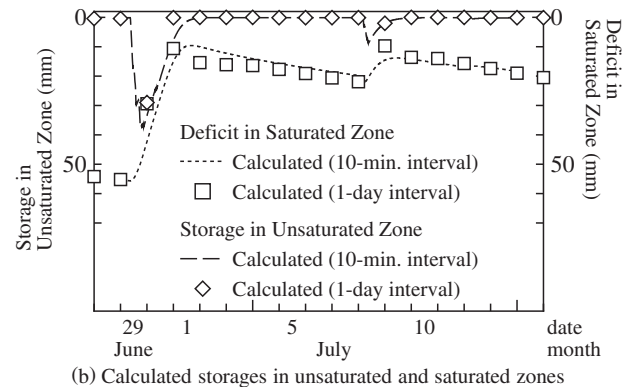 0
50
Storage in
Unsaturated Zone (mm)
0
50
Deficit in
Saturated Zone (mm)
Deficit in Saturated Zone
Calculated (10-min. interval)
Calculated (1-day interval)
Storage in Unsaturated Zone
Calculated (10-min. interval)
Calculated (1-day interval)
29 1 5 10 date
June July month
(b) Calculated storages in unsaturated and saturated zones